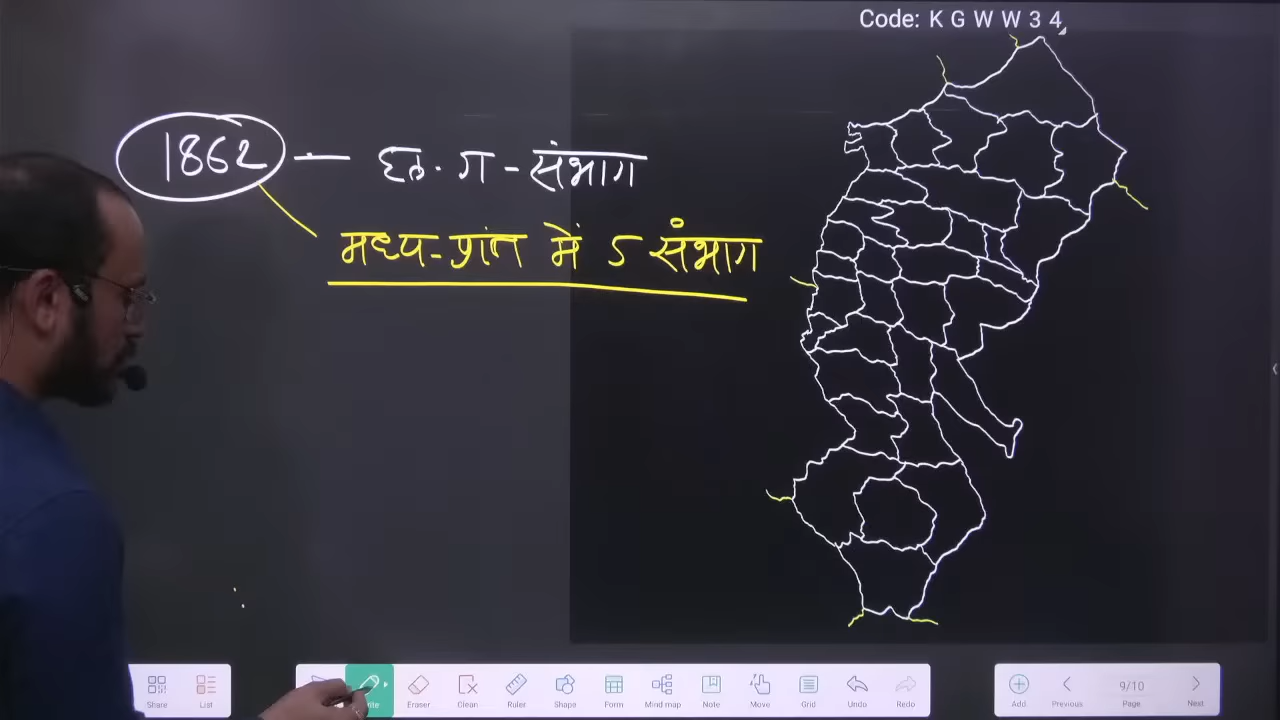 Code: K G W W 3 4
1862 — छ.ग - संभाग
मध्य-प्रांत में 5 संभाग
Share List Write Eraser Clean Ruler Shape Form Mind map Note Move Grid Undo Redo Add Previous 9/10 Page Next